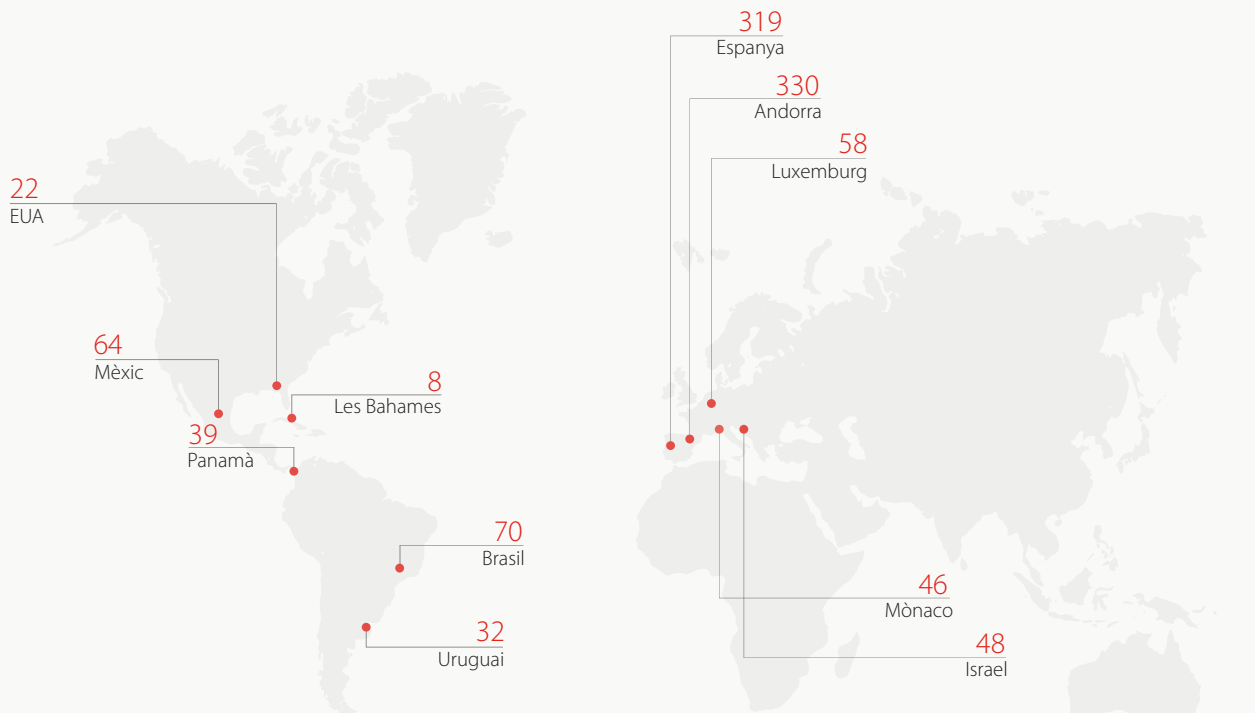 319
Espanya
330
Andorra
58
Luxemburg
22
EUA
64
Mèxic
8
Les Bahames
39
Panamà
70
Brasil
46
Mònaco
32
Uruguai
48
Israel